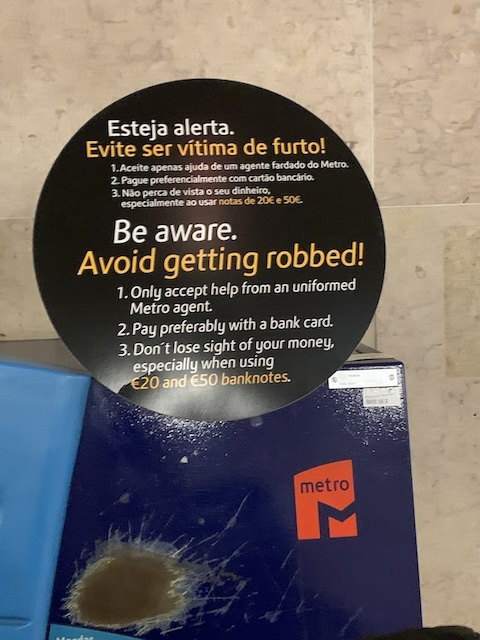 Esteja alerta.
Evite ser vítima de furto!
1. Aceite apenas ajuda de um agente fardado do Metro.
2. Pague preferencialmente com cartão bancário.
3. Não perca de vista o seu dinheiro,
especialmente ao usar notas de 20€ e 50€.
Be aware.
Avoid getting robbed!
1. Only accept help from an uniformed
Metro agent.
2. Pay preferably with a bank card.
3. Don´t lose sight of your money,
especially when using
€20 and €50 banknotes.
metro
Moedas